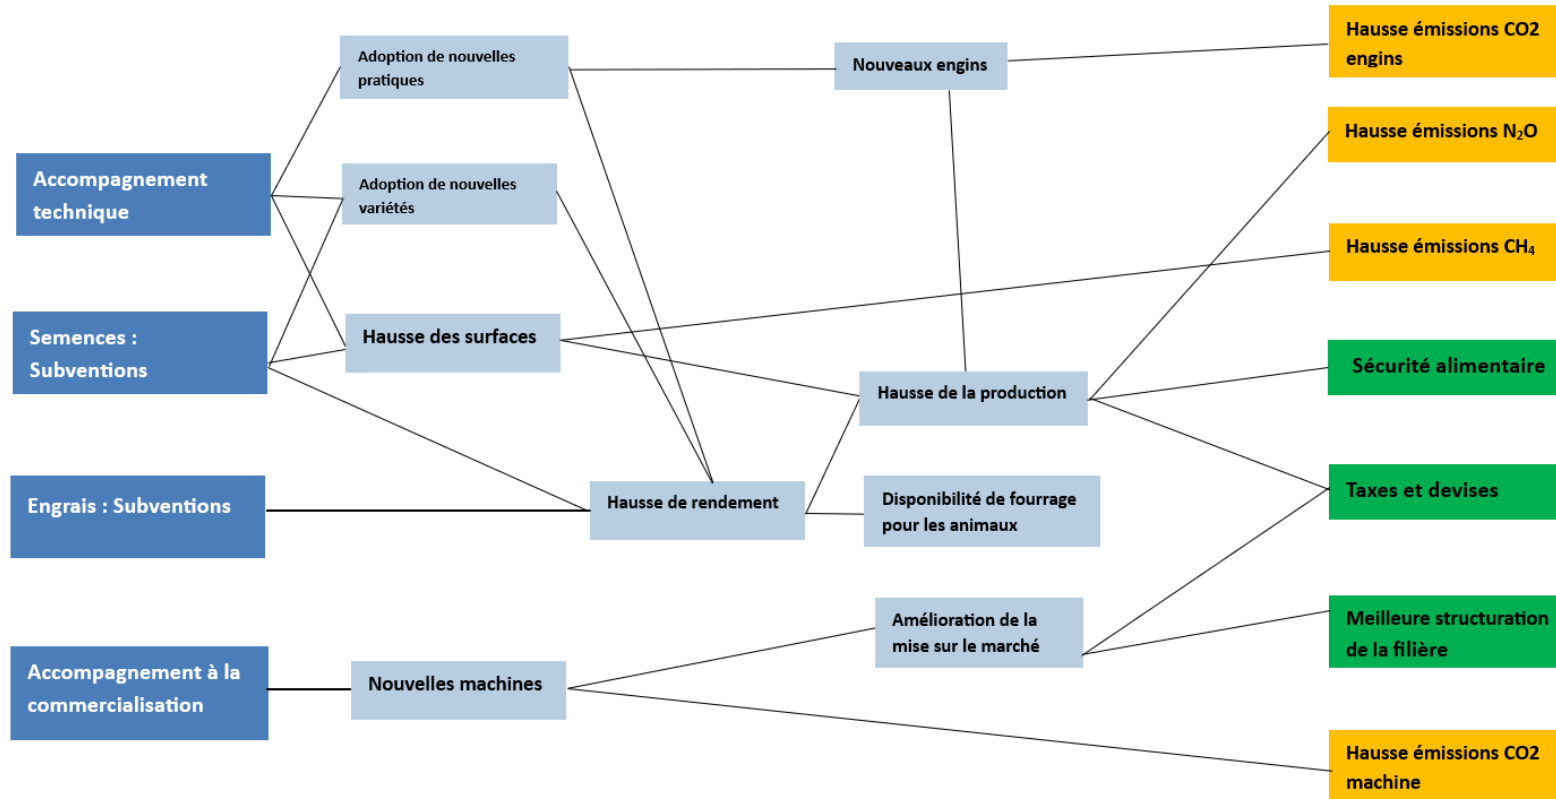 Accompagnement
technique
Semences :
Subventions
Engrais : Subventions
Accompagnement à la
commercialisation
Adoption de nouvelles
pratiques
Adoption de nouvelles
variétés
Hausse des surfaces
Hausse de rendement
Nouvelles machines
Nouveaux engins
Hausse de la production
Disponibilité de fourrage
pour les animaux
Amélioration de la
mise sur le marché
Hausse émissions CO2
engins
Hausse émissions N₂O
Hausse émissions CH₄
Sécurité alimentaire
Taxes et devises
Meilleure structuration
de la filière
Hausse émissions CO2
machine